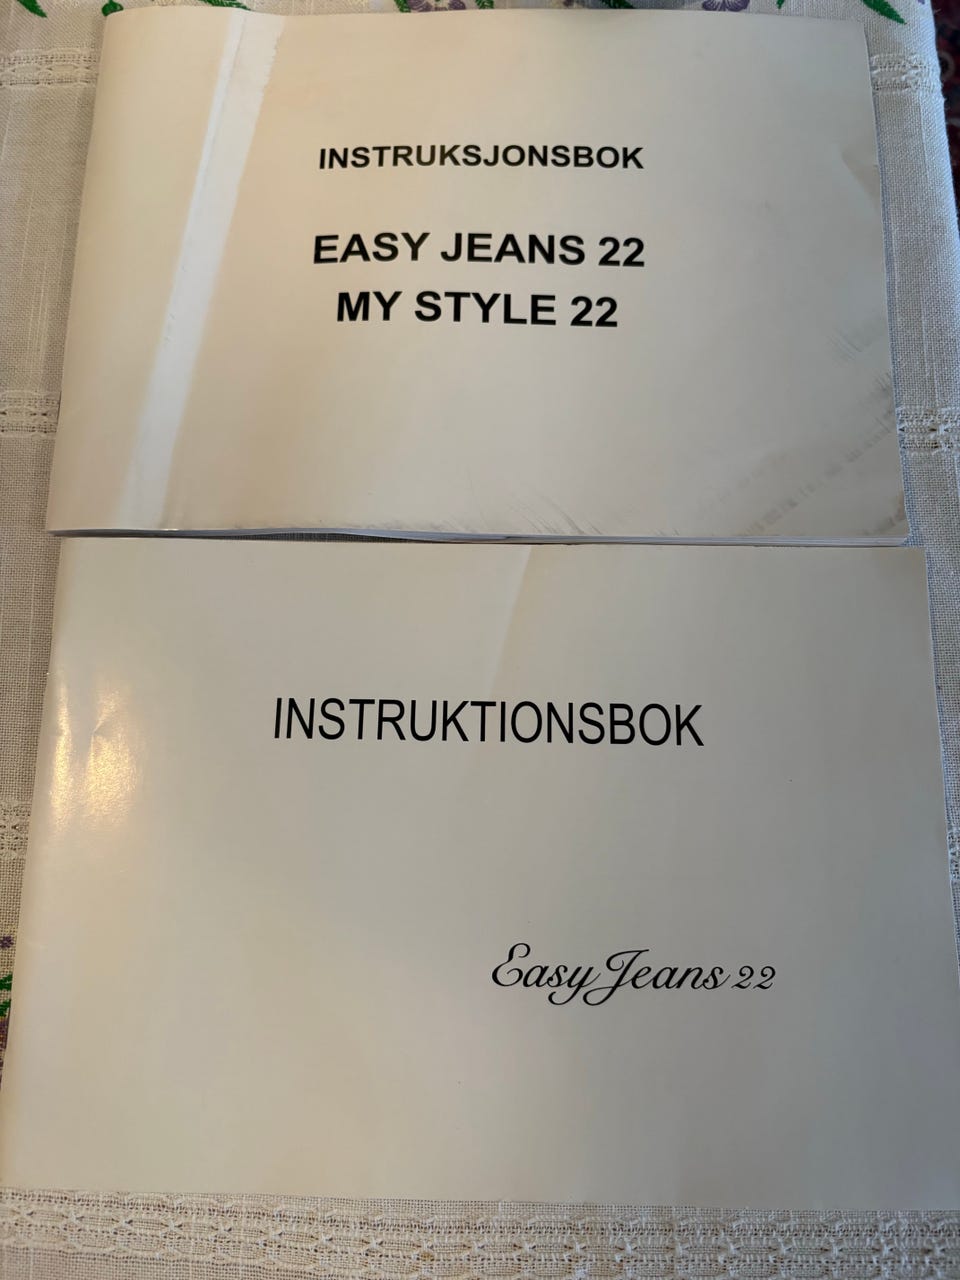 INSTRUKSJONSBOK
EASY JEANS 22
MY STYLE 22
INSTRUKTIONSBOK
Easy Jeans 22